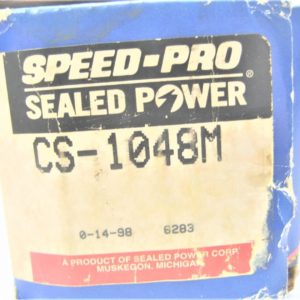 SPEED-PRO®
SEALED POWER
CS-1048M
0-14-98 6283
A PRODUCT OF SEALED POWER CORP.
MUSKEGON, MICHIGAN